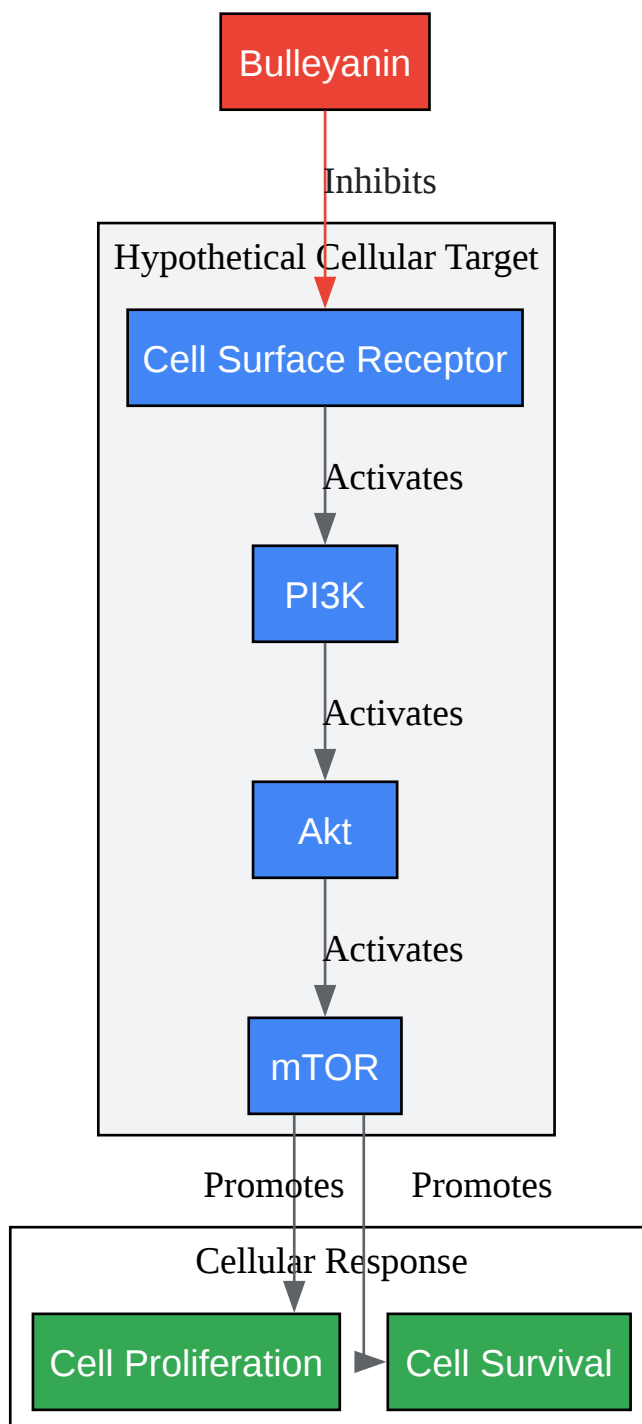 Bulleyanin
Inhibits
Hypothetical Cellular Target
Cell Surface Receptor
Activates
PI3K
Activates
Akt
Activates
mTOR
Promotes
Promotes
Cellular Response
Cell Proliferation
Cell Survival